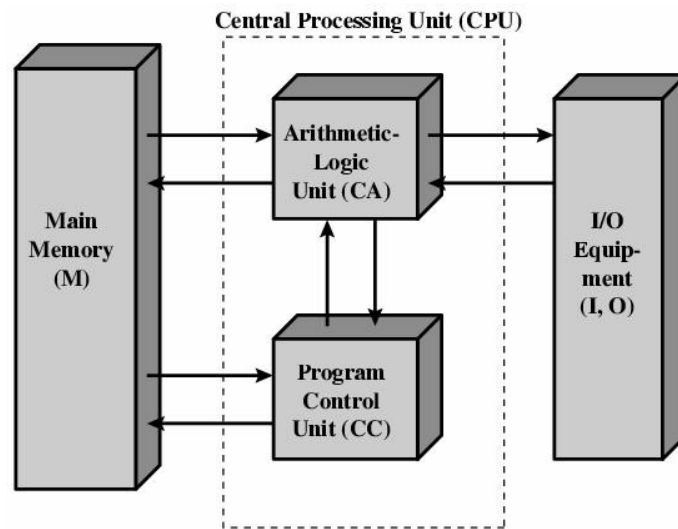 Central Processing Unit (CPU)
Main
Memory
(M)
Arithmetic-
Logic
Unit (CA)
Program
Control
Unit (CC)
I/O
Equip-
ment
(I, O)